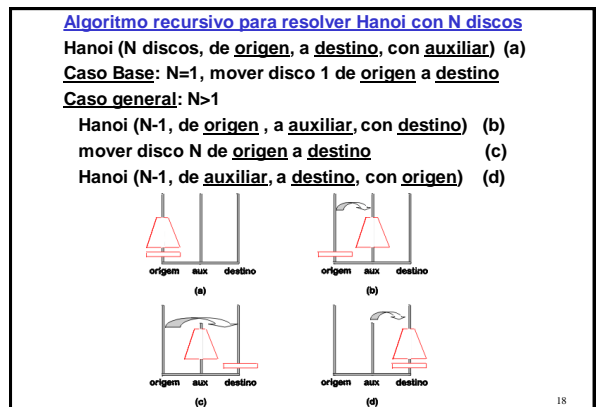 Algoritmo recursivo para resolver Hanoi con N discos
Hanoi (N discos, de origen, a destino, con auxiliar) (a)
Caso Base: N=1, mover disco 1 de origen a destino
Caso general: N>1
Hanoi (N-1, de origen , a auxiliar, con destino) (b)
mover disco N de origen a destino (c)
Hanoi (N-1, de auxiliar, a destino, con origen) (d)
origem aux destino
(a)
origem aux destino
(b)
origem aux destino
(c)
origem aux destino
(d)
18